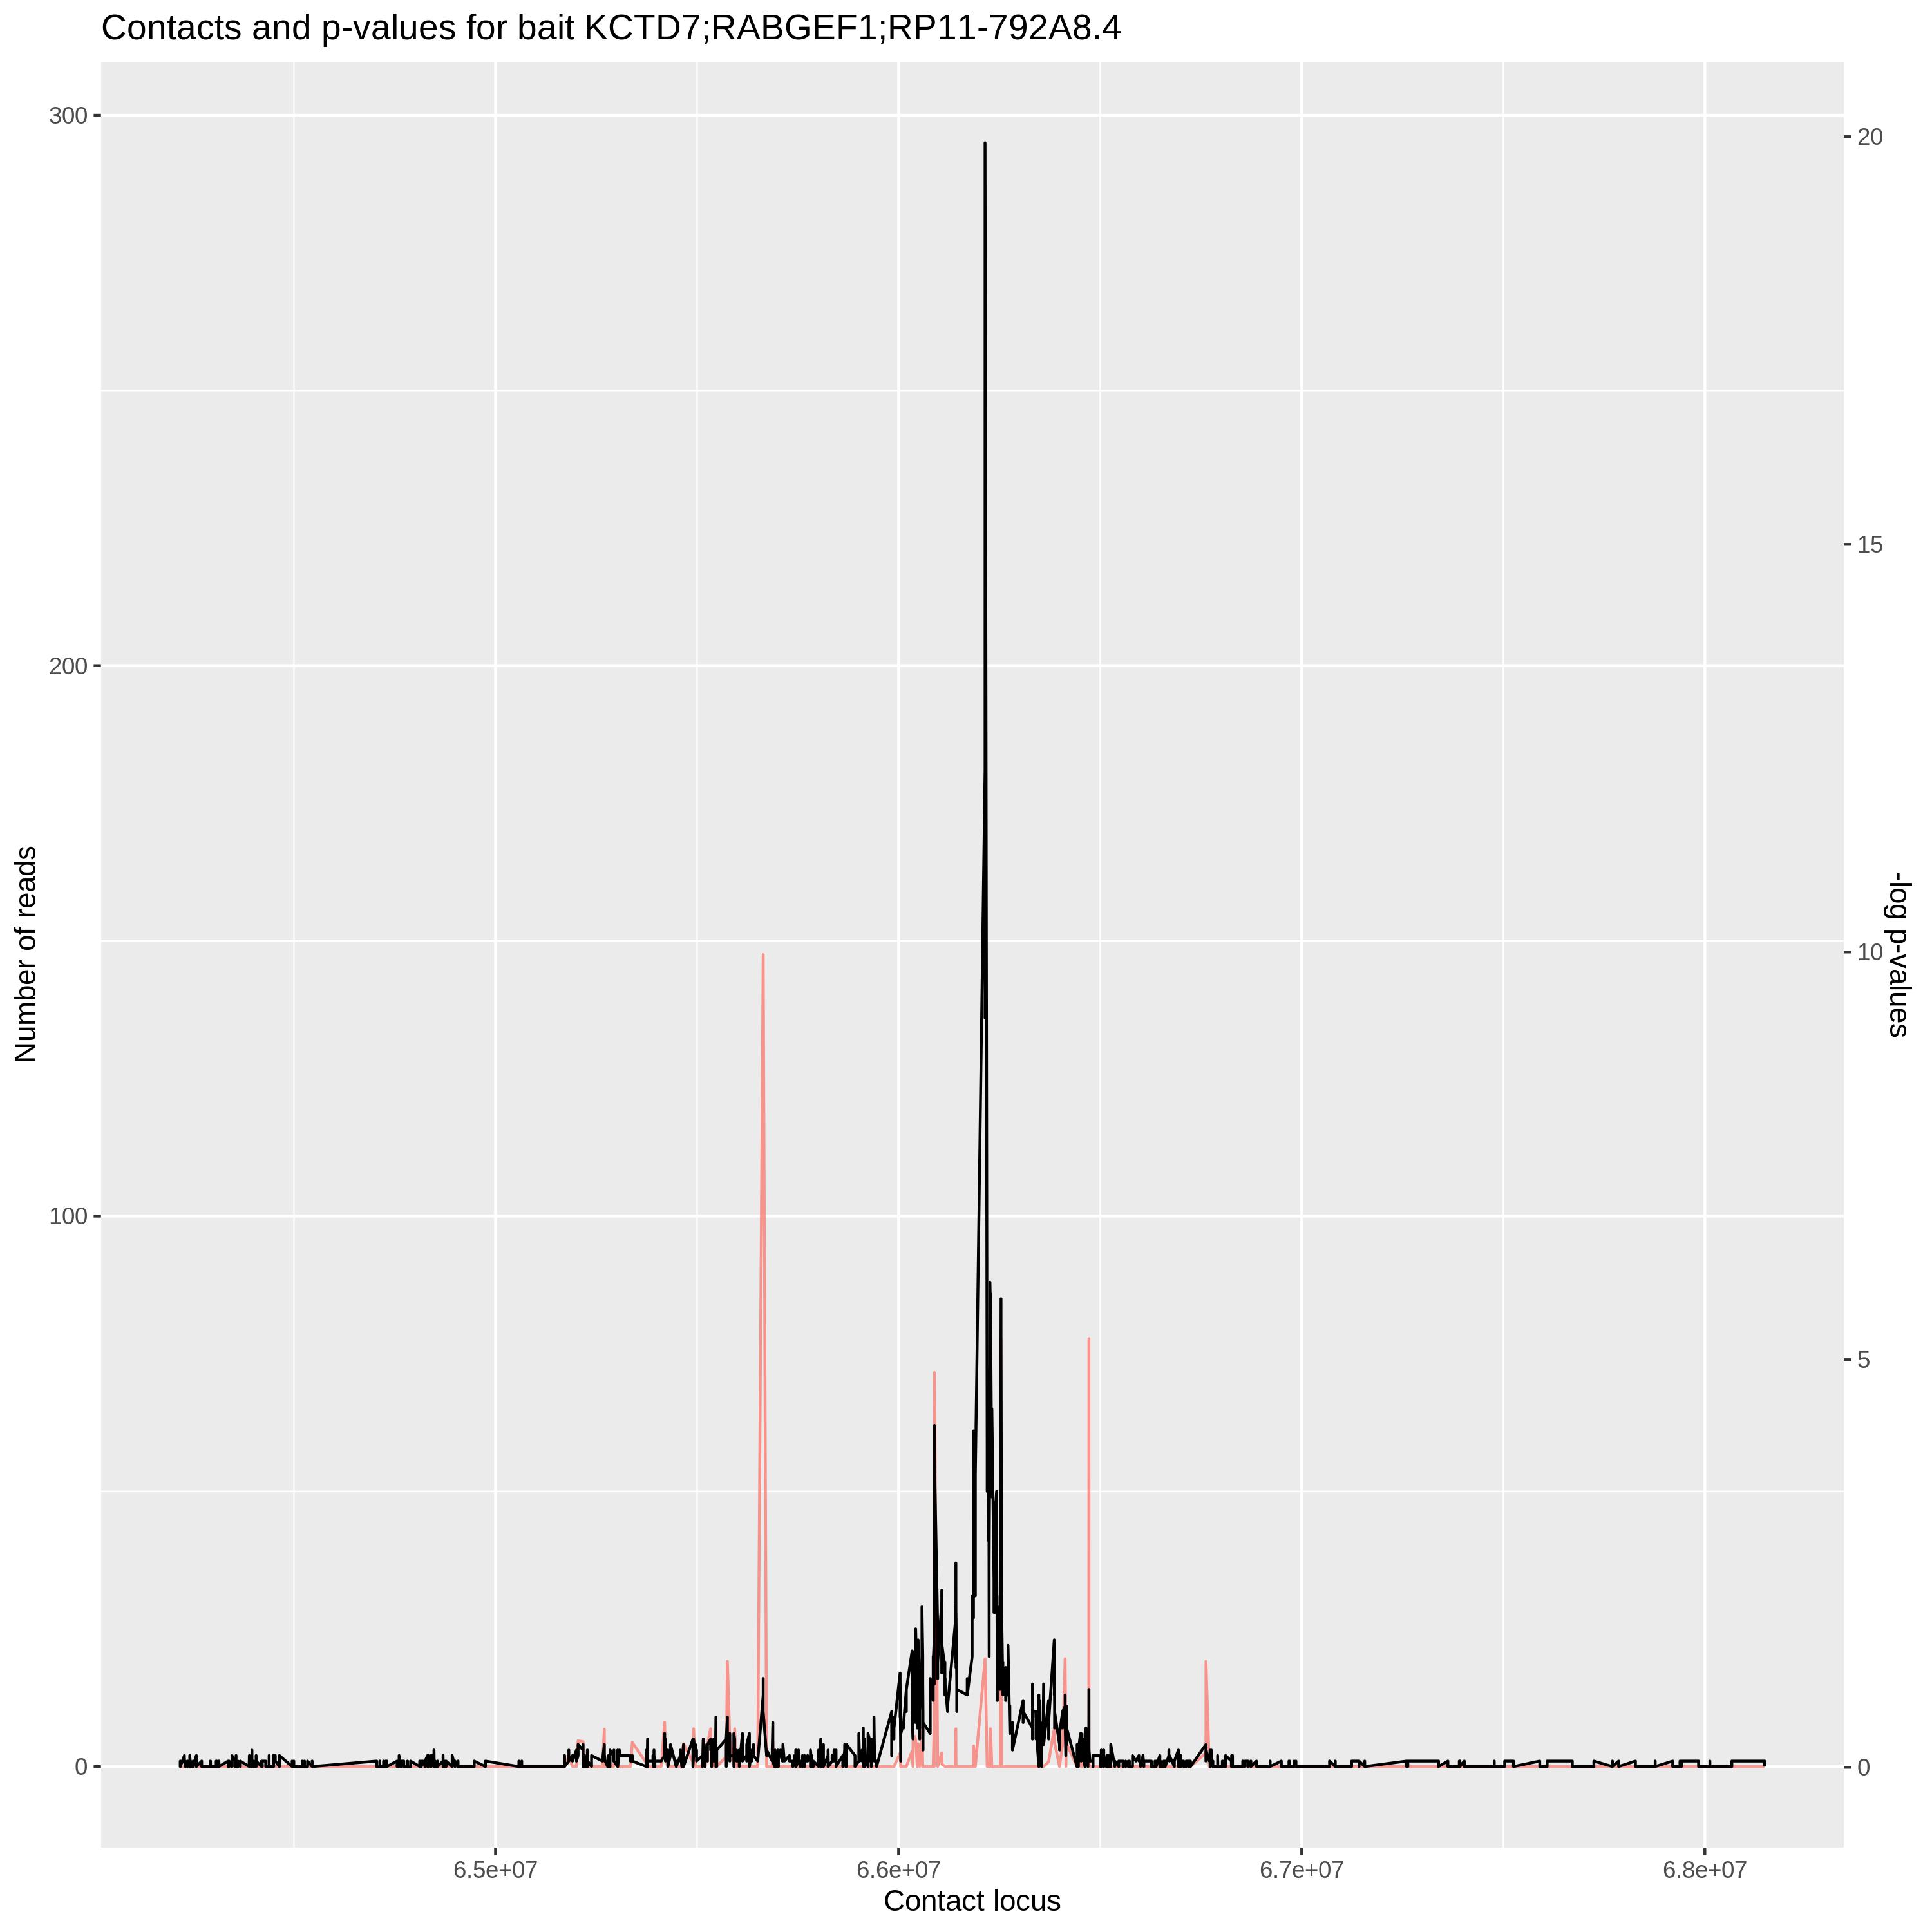 Contacts and p-values for bait KCTD7;RABGEF1;RP11-792A8.4
300
200
100
0
Number of reads
20
15
10
5
0
-log p-values
6.5e+07 6.6e+07 6.7e+07 6.8e+07
Contact locus